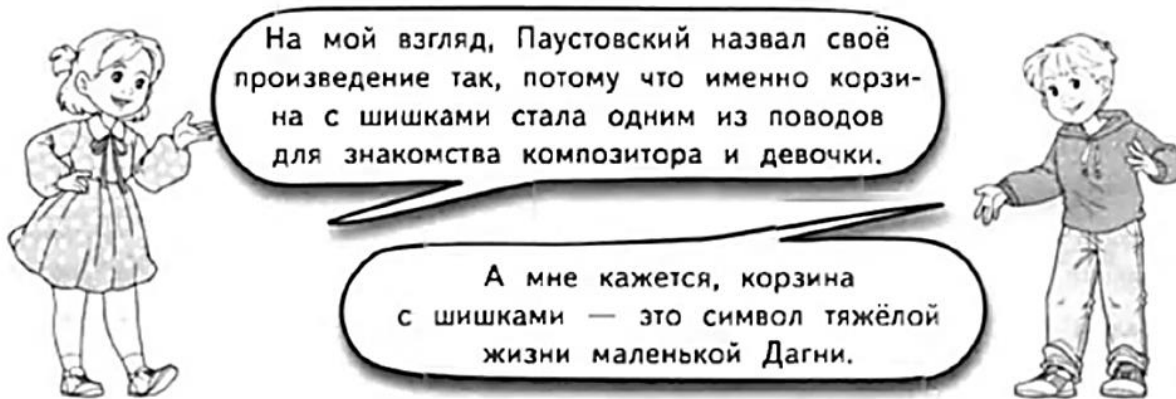 На мой взгляд, Паустовский назвал своё
произведение так, потому что именно корзи-
на с шишками стала одним из поводов
для знакомства композитора и девочки.
А мне кажется, корзина
с шишками — это символ тяжёлой
жизни маленькой Дагни.